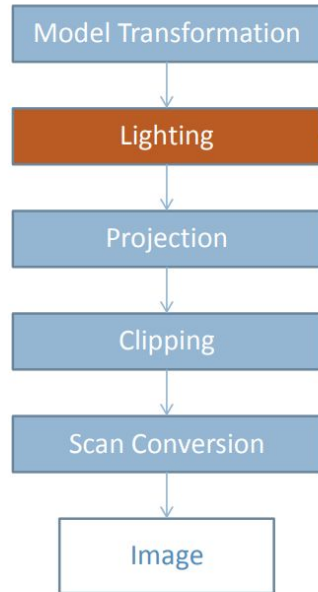 Model Transformation
Lighting
Projection
Clipping
Scan Conversion
Image